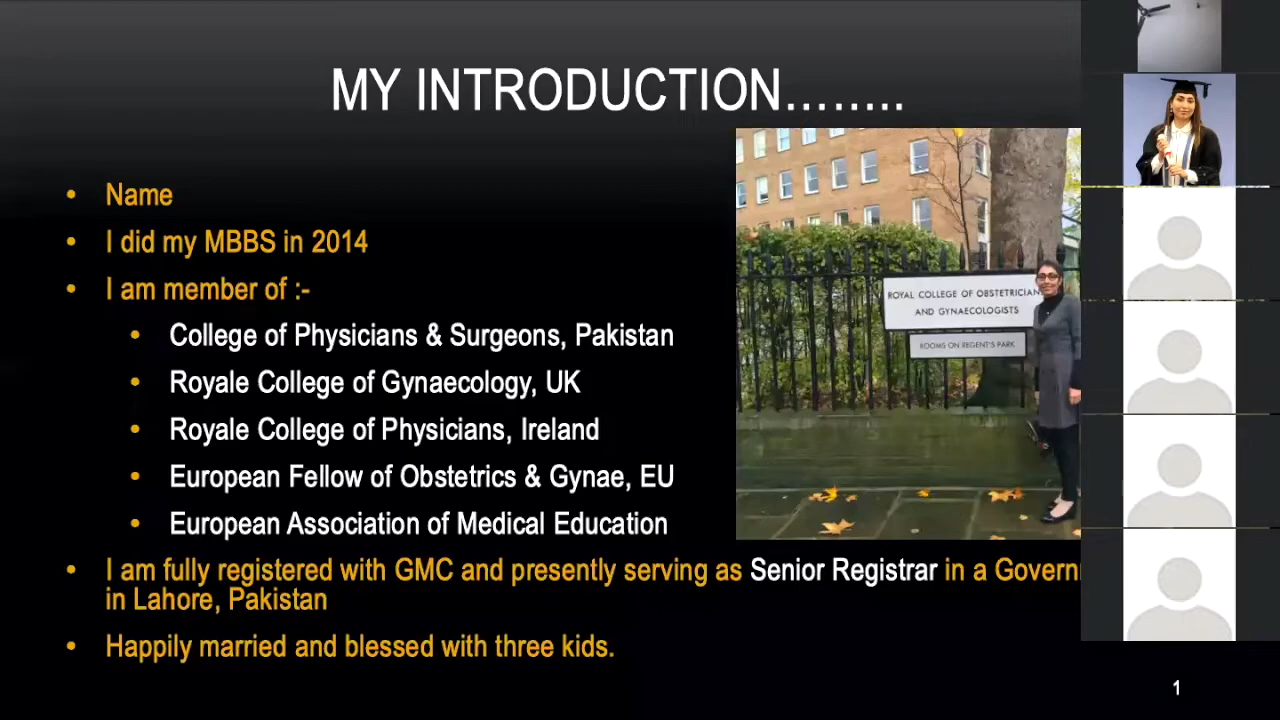 MY INTRODUCTION........
Name
I did my MBBS in 2014
I am member of :-
College of Physicians & Surgeons, Pakistan
Royale College of Gynaecology, UK
Royale College of Physicians, Ireland
European Fellow of Obstetrics & Gynae, EU
European Association of Medical Education
I am fully registered with GMC and presently serving as Senior Registrar in a
in Lahore, Pakistan
Happily married and blessed with three kids.
ROYAL COLLEGE OF OBSTETRICIAN
AND GYNAECOLOGISTS
ROOMS ON REGENT'S PARK
1